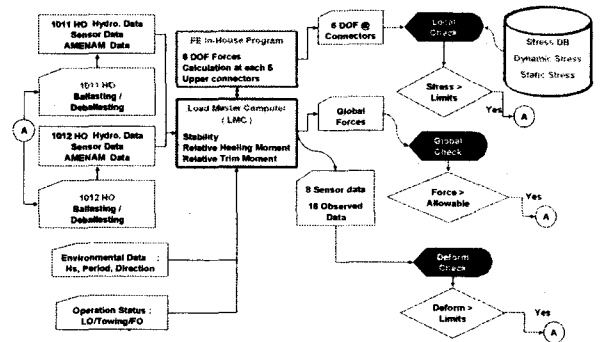 1011 HO Hydro. Data
Sensor Data
AMENAM Data
1011 HO
Ballasting /
Deballasting
A
1012 HO Hydro. Data
Sensor Data
AMENAM Data
1012 HO
Ballasting /
Deballasting
Environmental Data :
Hs, Period, Direction
Operation Status :
LO/Towing/FO
In-House Program
6 DOF Forces
Calculation at each 5
Upper connectors
Load Master Computer
( LMC )
Stability
Relative Heeling Moment
Relative Trim Moment
6 DOF @
Connectors
Global
Forces
8 Sensor data
16 Observed
Data
Local
Check
Stress >
Limits
Yes
A
Stress DB
Dynamic Stress
Static Stress
Global
Check
Force >
Allowable
Yes
A
Deform
Check
Deform >
Limits
Yes
A